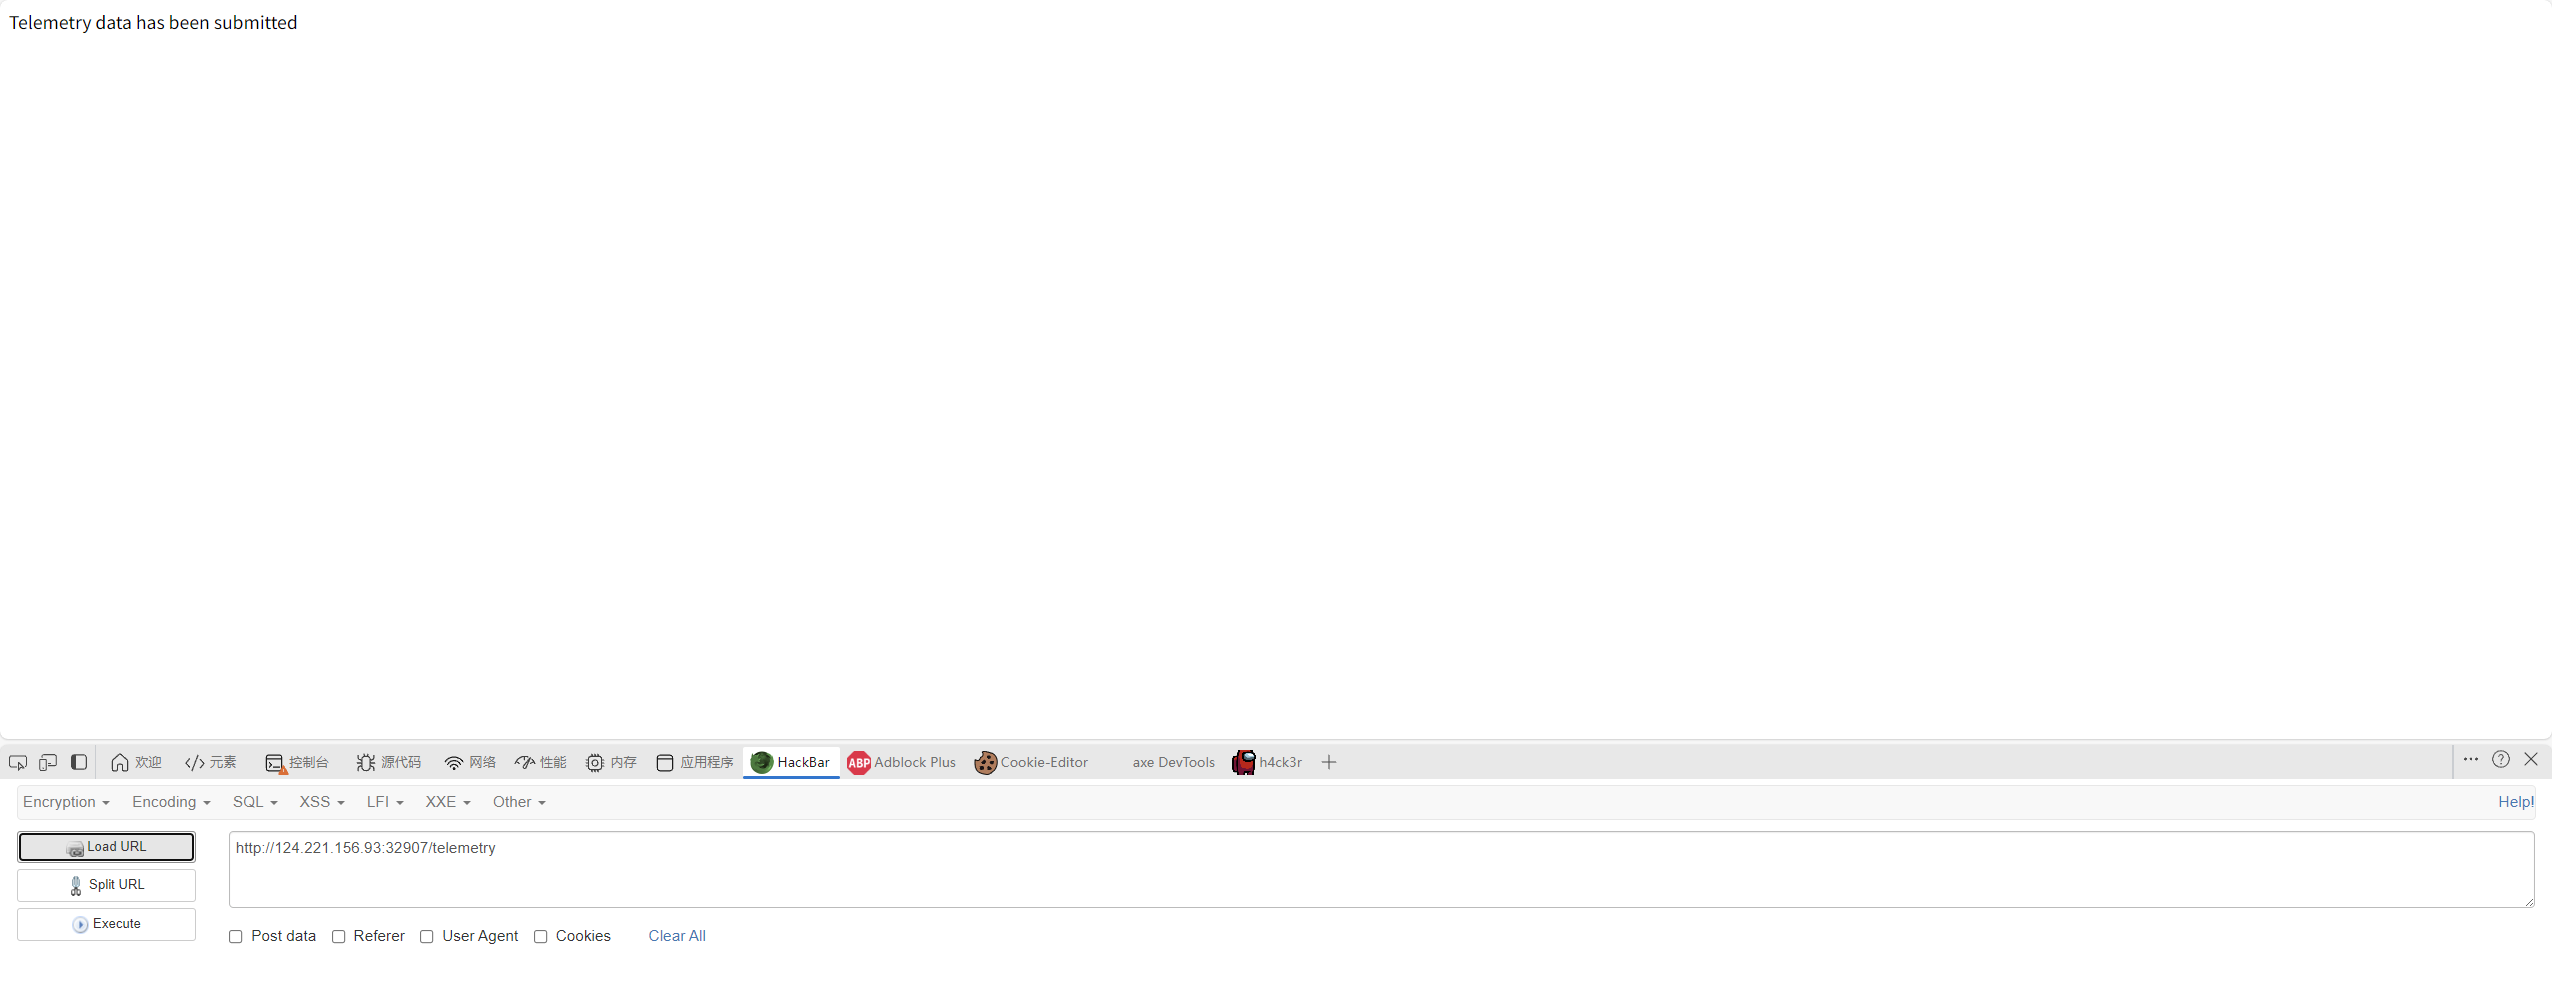 Telemetry data has been submitted
欢迎 元素 控制台 源代码 网络 性能 内存 应用程序 HackBar ABP Adblock Plus Cookie-Editor axe DevTools h4ck3r
Encryption Encoding SQL XSS LFI XXE Other Help!
Load URL
http://124.221.156.93:32907/telemetry
Split URL
Execute
Post data Referer User Agent Cookies Clear All